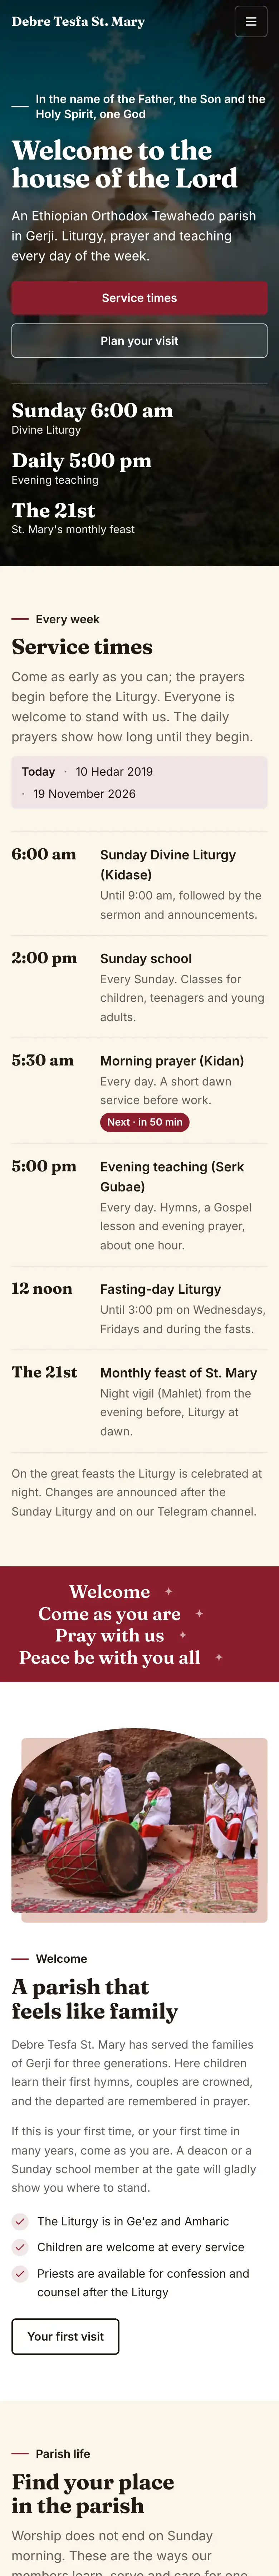 Debre Tesfa St. Mary
In the name of the Father, the Son and the
Holy Spirit, one God
Welcome to the
house of the Lord
An Ethiopian Orthodox Tewahedo parish
in Gerji. Liturgy, prayer and teaching
every day of the week.
Service times
Plan your visit
Sunday 6:00 am
Divine Liturgy
Daily 5:00 pm
Evening teaching
The 21st
St. Mary's monthly feast
Every week
Service times
Come as early as you can; the prayers
begin before the Liturgy. Everyone is
welcome to stand with us. The daily
prayers show how long until they begin.
Today · 10 Hedar 2019
· 19 November 2026
6:00 am
Sunday Divine Liturgy
(Kidase)
Until 9:00 am, followed by the
sermon and announcements.
2:00 pm
Sunday school
Every Sunday. Classes for
children, teenagers and young
adults.
5:30 am
Morning prayer (Kidan)
Every day. A short dawn
service before work.
Next · in 50 min
5:00 pm
Evening teaching (Serk
Gubae)
Every day. Hymns, a Gospel
lesson and evening prayer,
about one hour.
12 noon
Fasting-day Liturgy
Until 3:00 pm on Wednesdays,
Fridays and during the fasts.
The 21st
Monthly feast of St. Mary
Night vigil (Mahlet) from the
evening before, Liturgy at
dawn.
On the great feasts the Liturgy is celebrated at
night. Changes are announced after the
Sunday Liturgy and on our Telegram channel.
Welcome
Come as you are
Pray with us
Peace be with you all
Welcome
A parish that
feels like family
Debre Tesfa St. Mary has served the families
of Gerji for three generations. Here children
learn their first hymns, couples are crowned,
and the departed are remembered in prayer.
If this is your first time, or your first time in
many years, come as you are. A deacon or a
Sunday school member at the gate will gladly
show you where to stand.
The Liturgy is in Ge'ez and Amharic
Children are welcome at every service
Priests are available for confession and
counsel after the Liturgy
Your first visit
Parish life
Find your place
in the parish
Worship does not end on Sunday
morning. These are the ways our
members learn, serve and care for one